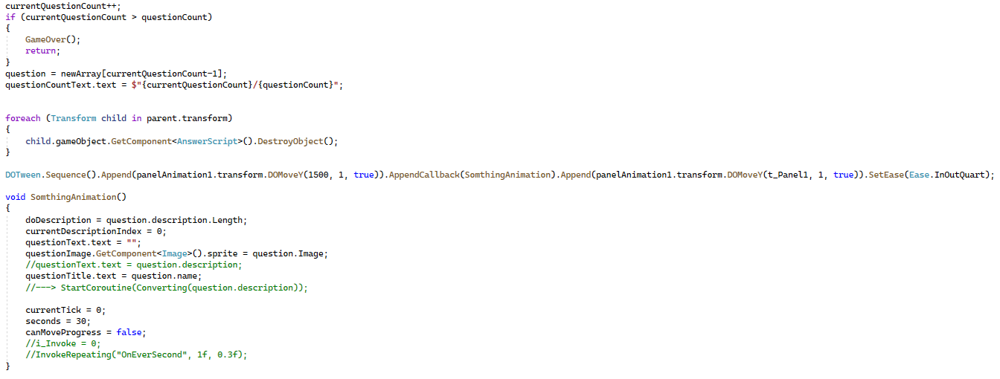 currentQuestionCount++;
if (currentQuestionCount > questionCount)
{
    GameOver();
    return;
}
question = newArray[currentQuestionCount-1];
questionCountText.text = $"{currentQuestionCount}/{questionCount}";
foreach (Transform child in parent.transform)
{
    child.gameObject.GetComponent<AnswerScript>().DestroyObject();
}
DOTween.Sequence().Append(panelAnimation1.transform.DOMoveY(1500, 1, true)).AppendCallback(SomthingAnimation).Append(panelAnimation1.transform.DOMoveY(t_Panel1, 1, true)).SetEase(Ease.InOutQuart);
void SomthingAnimation()
{
    doDescription = question.description.Length;
    currentDescriptionIndex = 0;
    questionText.text = "";
    questionImage.GetComponent<Image>().sprite = question.Image;
    //questionText.text = question.description;
    questionTitle.text = question.name;
    //---> StartCoroutine(Converting(question.description));
    currentTick = 0;
    seconds = 30;
    canMoveProgress = false;
    //i_Invoke = 0;
    //InvokeRepeating("OnEverSecond", 1f, 0.3f);
}